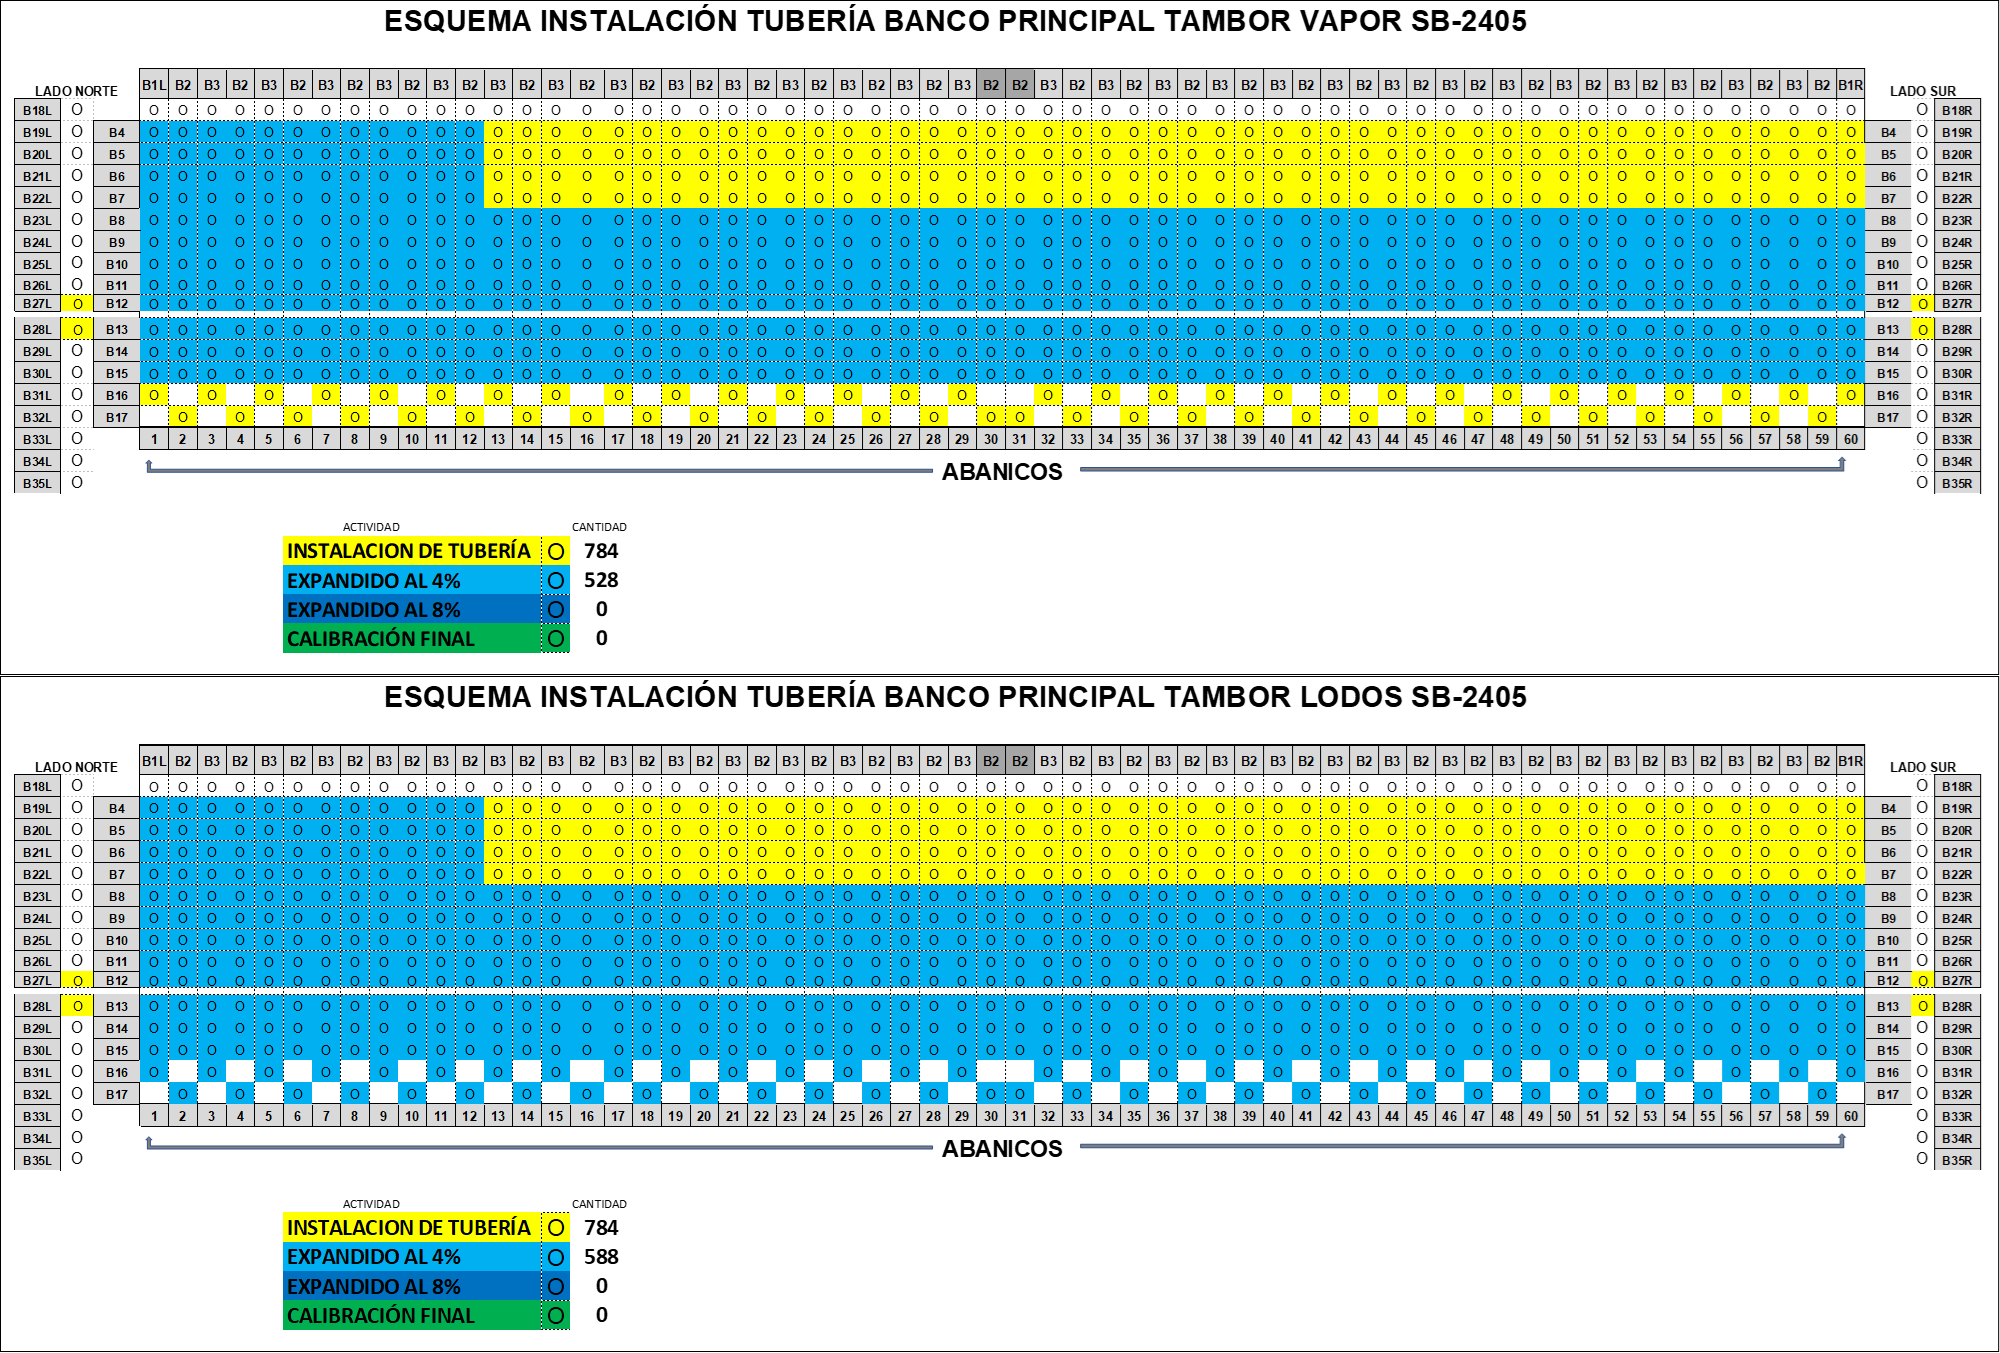 ESQUEMA INSTALACIÓN TUBERÍA BANCO PRINCIPAL TAMBOR VAPOR SB-2405
LADO NORTE B1L B2 B3 B2 B3 B2 B3 B2 B3 B2 B3 B2 B3 B2 B3 B2 B3 B2 B3 B2 B3 B2 B3 B2 B3 B2 B3 B2 B3 B2 B2 B3 B2 B3 B2 B3 B2 B3 B2 B3 B2 B3 B2 B3 B2 B3 B2 B3 B2 B3 B2 B3 B2 B3 B2 B3 B2 B3 B2 B1R LADO SUR
B18L B18R
B19L B4 B4 B19R
B20L B5 B5 B20R
B21L B6 B6 B21R
B22L B7 B7 B22R
B23L B8 B8 B23R
B24L B9 B9 B24R
B25L B10 B10 B25R
B26L B11 B11 B26R
B27L B12 B12 B27R
B28L B13 B13 B28R
B29L B14 B14 B29R
B30L B15 B15 B30R
B31L B16 B16 B31R
B32L B17 B17 B32R
B33L 1 2 3 4 5 6 7 8 9 10 11 12 13 14 15 16 17 18 19 20 21 22 23 24 25 26 27 28 29 30 31 32 33 34 35 36 37 38 39 40 41 42 43 44 45 46 47 48 49 50 51 52 53 54 55 56 57 58 59 60 B33R
B34L ABANICOS B34R
B35L B35R
ACTIVIDAD CANTIDAD
INSTALACION DE TUBERÍA O 784
EXPANDIDO AL 4% O 528
EXPANDIDO AL 8% O 0
CALIBRACIÓN FINAL O 0
ESQUEMA INSTALACIÓN TUBERÍA BANCO PRINCIPAL TAMBOR LODOS SB-2405
LADO NORTE B1L B2 B3 B2 B3 B2 B3 B2 B3 B2 B3 B2 B3 B2 B3 B2 B3 B2 B3 B2 B3 B2 B3 B2 B3 B2 B3 B2 B3 B2 B2 B3 B2 B3 B2 B3 B2 B3 B2 B3 B2 B3 B2 B3 B2 B3 B2 B3 B2 B3 B2 B3 B2 B3 B2 B3 B2 B3 B2 B1R LADO SUR
B18L B18R
B19L B4 B4 B19R
B20L B5 B5 B20R
B21L B6 B6 B21R
B22L B7 B7 B22R
B23L B8 B8 B23R
B24L B9 B9 B24R
B25L B10 B10 B25R
B26L B11 B11 B26R
B27L B12 B12 B27R
B28L B13 B13 B28R
B29L B14 B14 B29R
B30L B15 B15 B30R
B31L B16 B16 B31R
B32L B17 B17 B32R
B33L 1 2 3 4 5 6 7 8 9 10 11 12 13 14 15 16 17 18 19 20 21 22 23 24 25 26 27 28 29 30 31 32 33 34 35 36 37 38 39 40 41 42 43 44 45 46 47 48 49 50 51 52 53 54 55 56 57 58 59 60 B33R
B34L ABANICOS B34R
B35L B35R
ACTIVIDAD CANTIDAD
INSTALACION DE TUBERÍA O 784
EXPANDIDO AL 4% O 588
EXPANDIDO AL 8% O 0
CALIBRACIÓN FINAL O 0